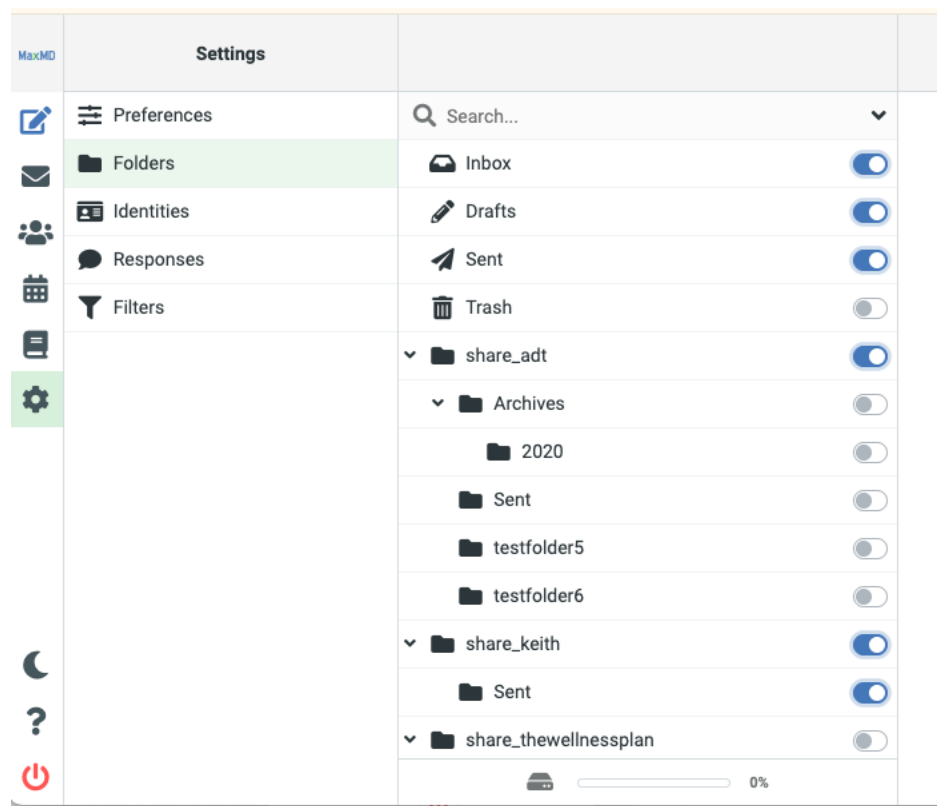 MaxMD
Settings
Preferences
Folders
Identities
Responses
Filters
Search...
Inbox
Drafts
Sent
Trash
share_adt
Archives
2020
Sent
testfolder5
testfolder6
share_keith
Sent
share_thewellnessplan
0%